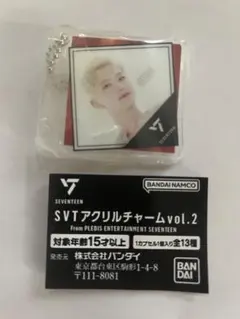 SEVENTEEN
SEVENTEEN
BANDAI NAMCO
SVTアクリルチャームvol.2
From PLEDIS ENTERTAINMENT SEVENTEEN
対象年齢15才以上
1カプセル1個入り 全13種
発売元 株式会社バンダイ
東京都台東区駒形1-4-8
〒111-8081
BAN
DAI